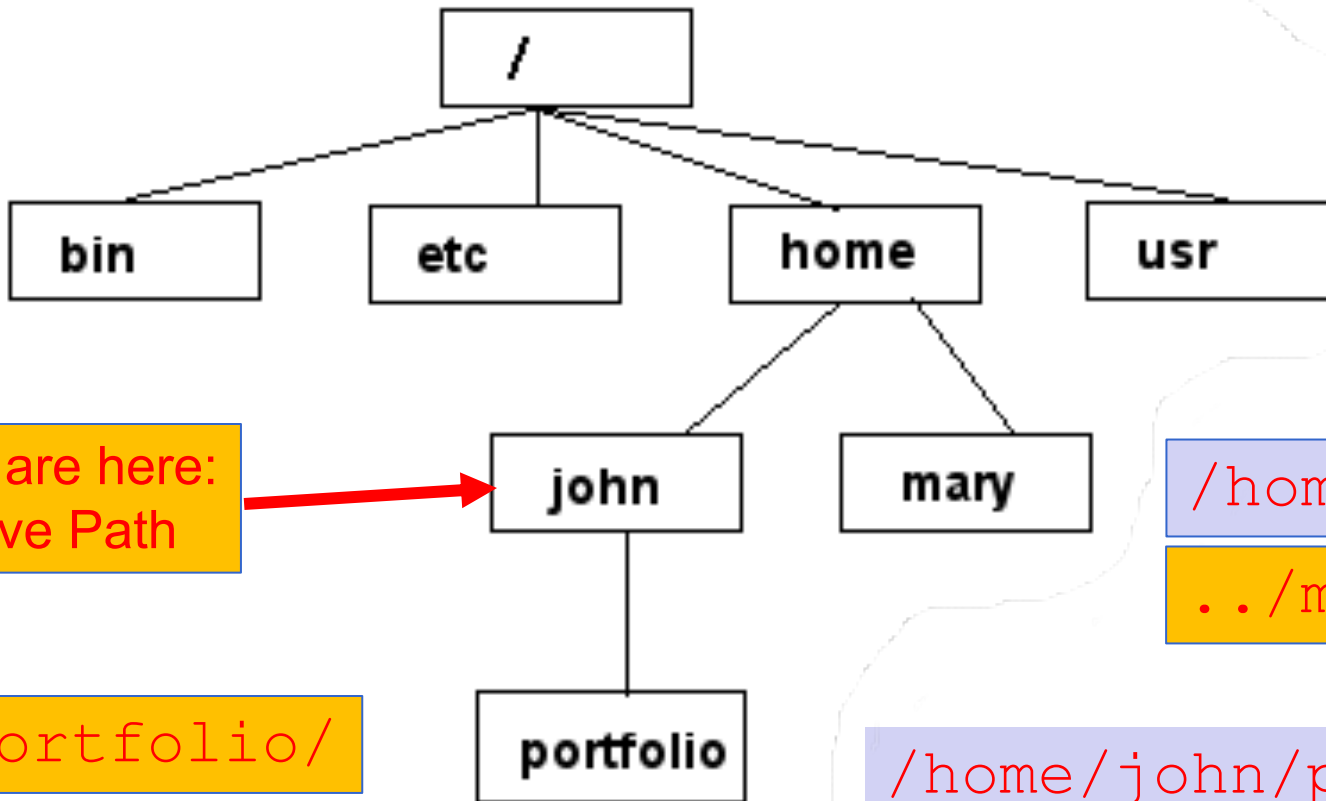 /
bin
etc
home
usr
are here:
ve Path
john
mary
/hom
../m
ortfolio/
portfolio
/home/john/p